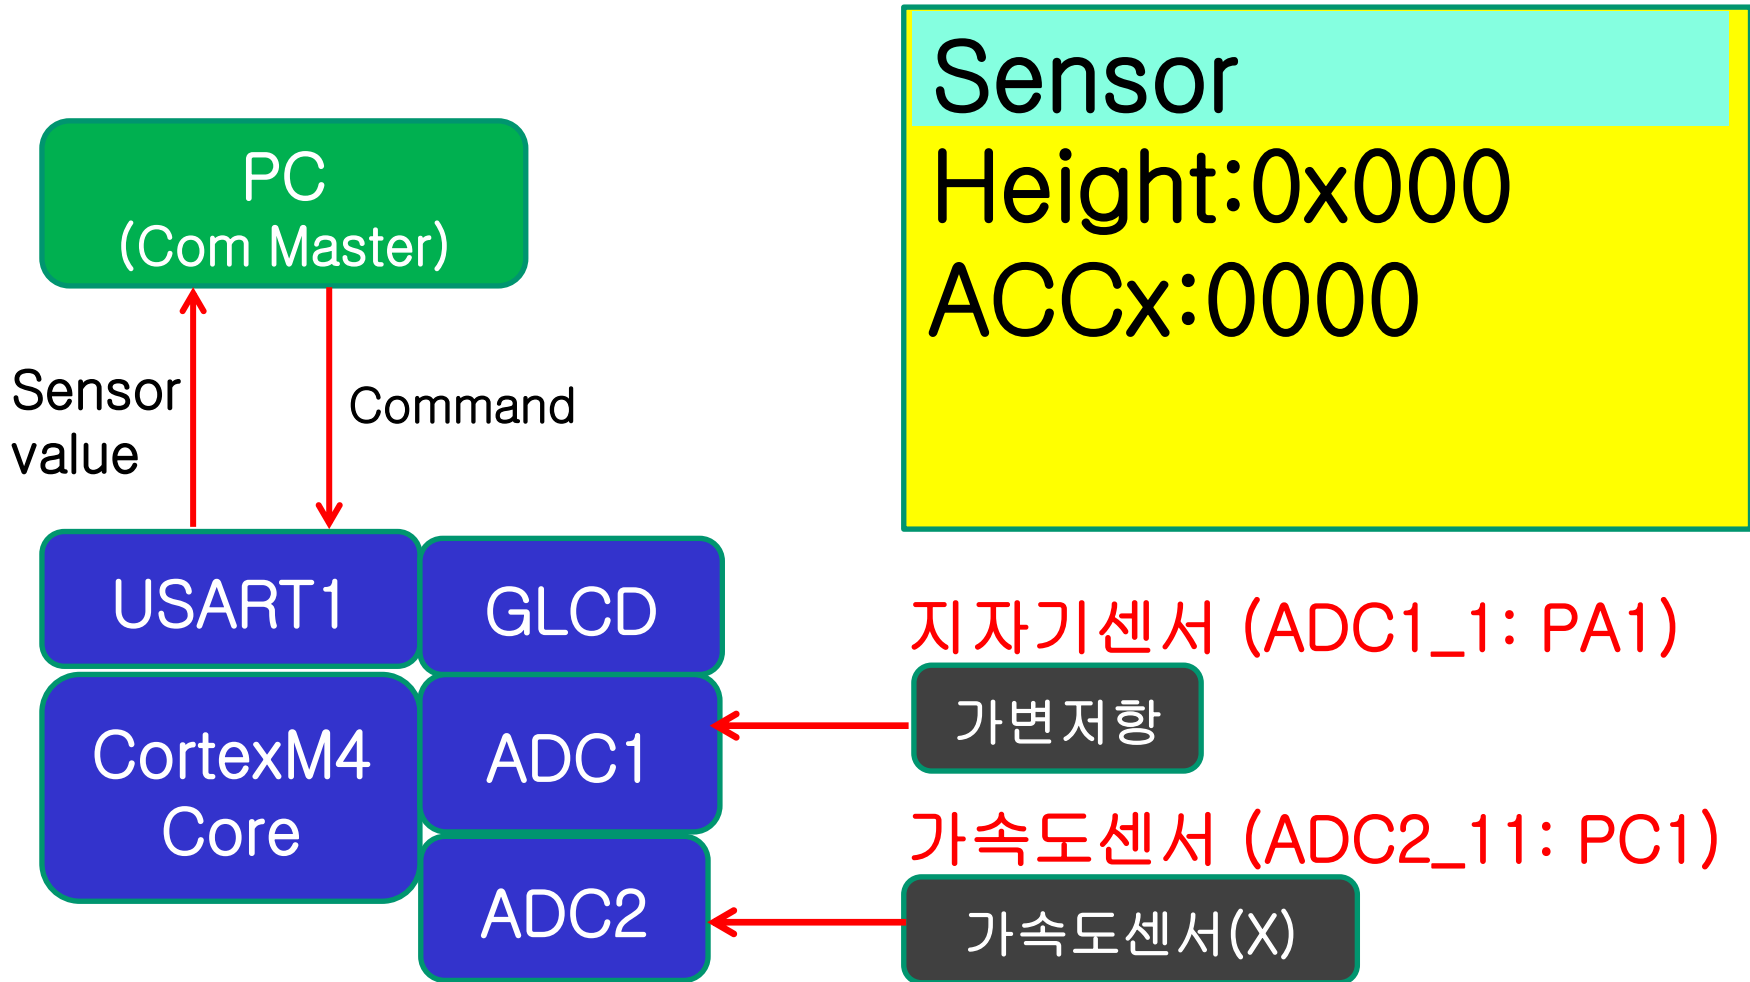 PC
(Com Master)
Sensor
value
Command
USART1
GLCD
CortexM4
Core
ADC1
ADC2
Sensor
Height:0x000
ACCx:0000
지자기센서 (ADC1_1: PA1)
가변저항
가속도센서 (ADC2_11: PC1)
가속도센서(X)